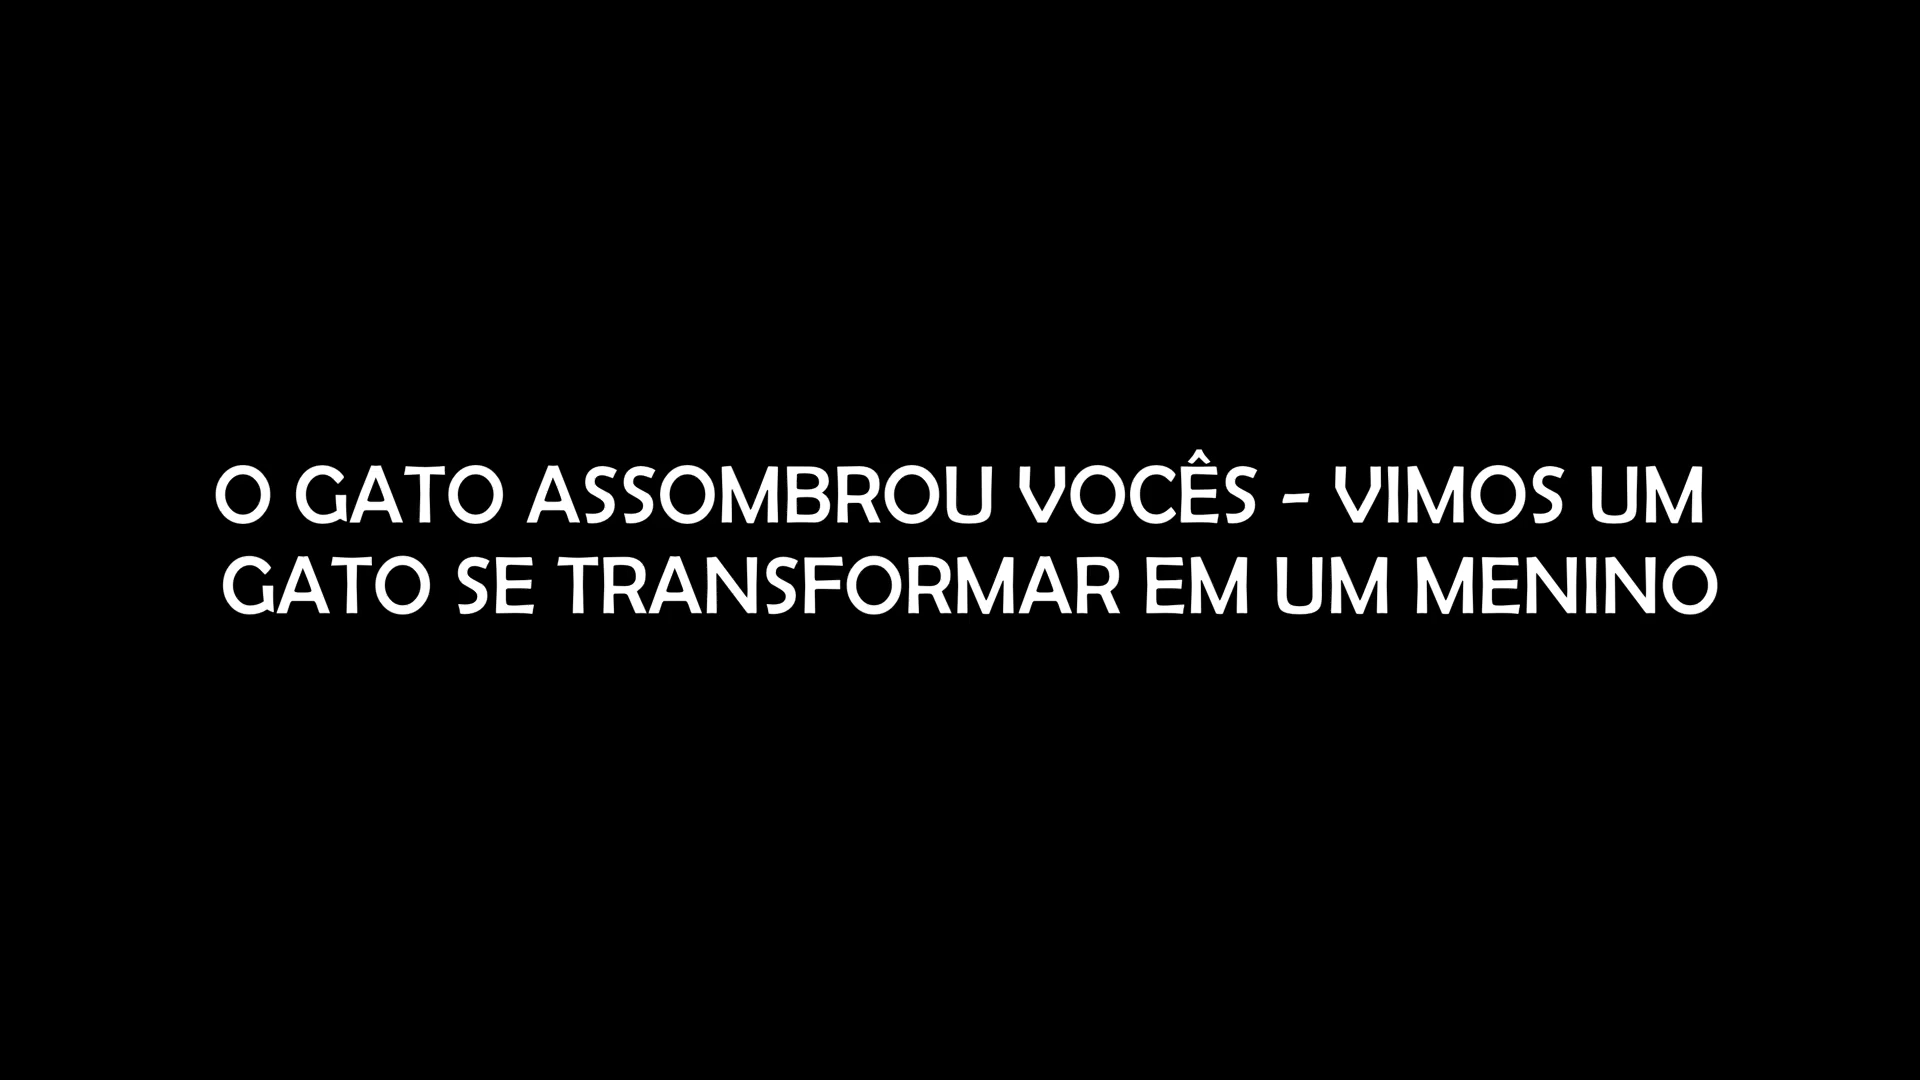 O GATO ASSOMBROU VOCÊS - VIMOS UM
GATO SE TRANSFORMAR EM UM MENINO